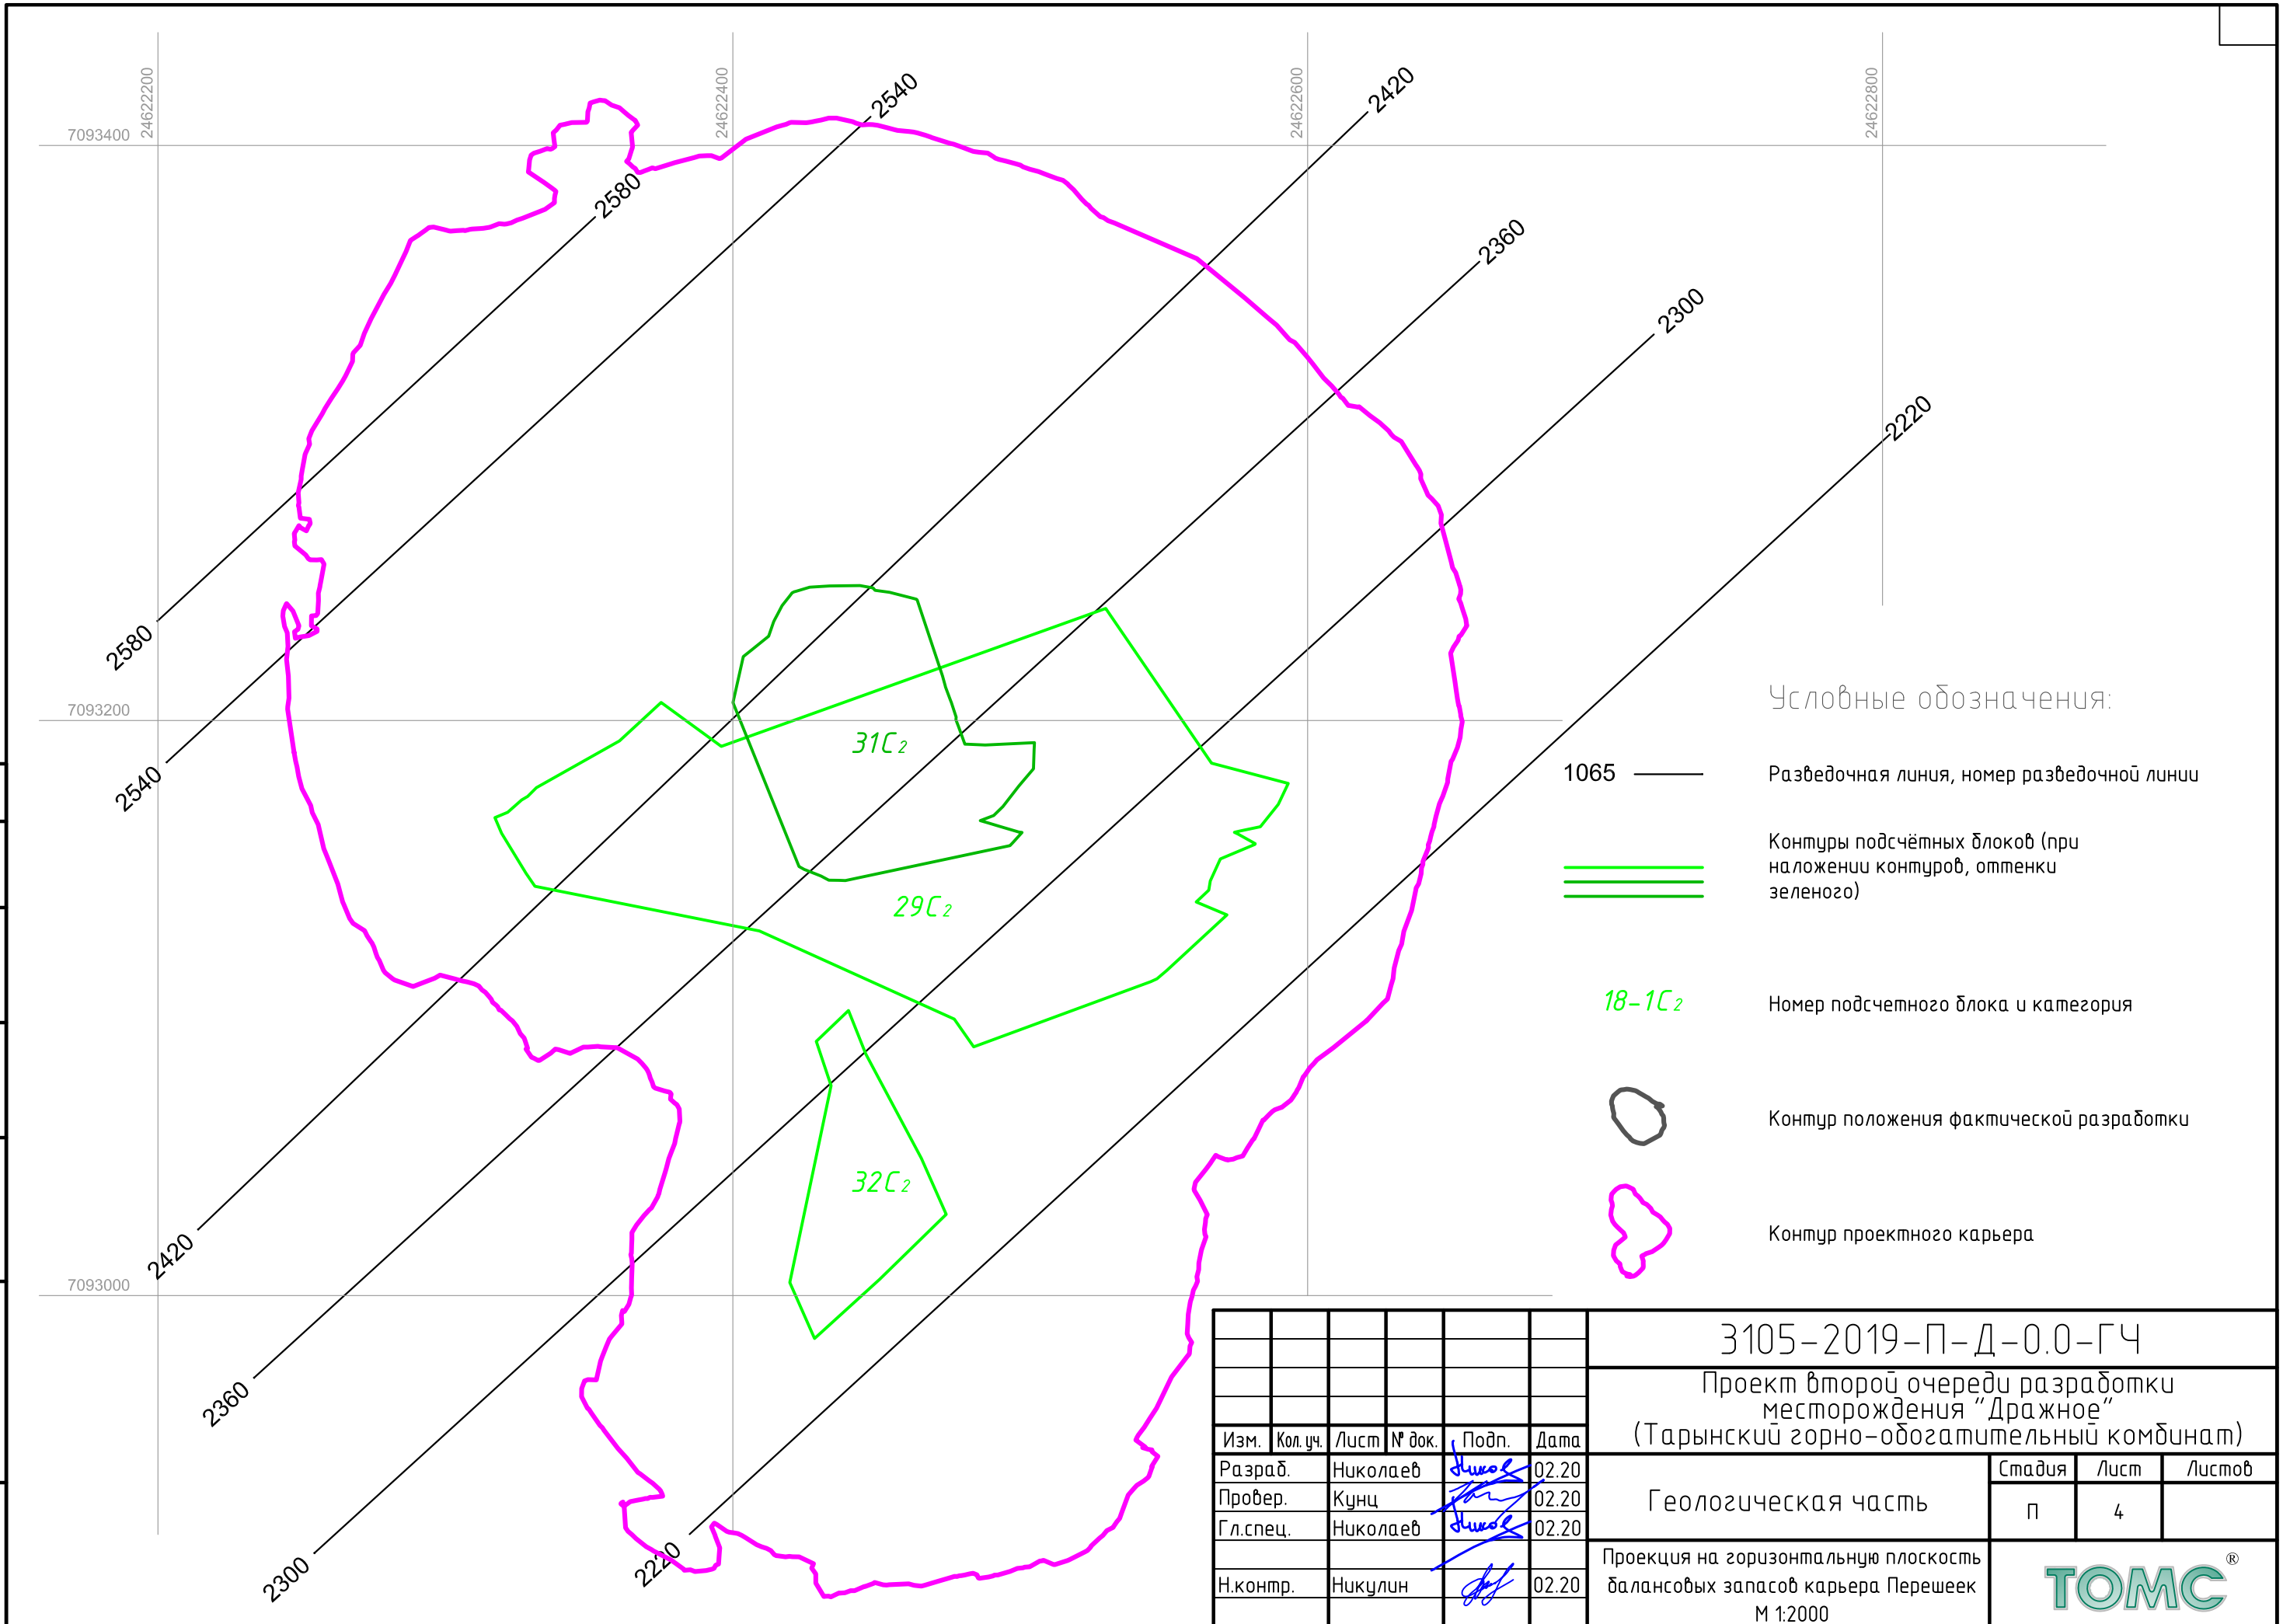 24622200
24622400
24622600
24622800
7093400
7093200
7093000
2580
2540
2420
2360
2300
2220
2580
2540
2420
2360
2300
2220
31C2
29C2
32C2
Условные обозначения:
1065
Разведочная линия, номер разведочной линии
Контуры подсчётных блоков (при
наложении контуров, оттенки
зеленого)
18-1C2
Номер подсчетного блока и категория
Контур положения фактической разработки
Контур проектного карьера
3105-2019-П-Д-0.0-ГЧ
Проект второй очереди разработки
месторождения "Дражное"
(Тарынский горно-обогатительный комбинат)
Изм. Кол. уч. Лист № док. Подп. Дата
Разраб. Николаев 02.20
Провер. Кунц 02.20
Гл.спец. Николаев 02.20
Н.контр. Никулин 02.20
Геологическая часть
Стадия Лист Листов
П 4
Проекция на горизонтальную плоскость
балансовых запасов карьера Перешеек
М 1:2000
ТОМС®